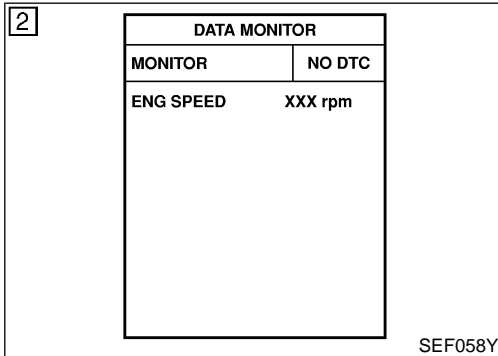 2
DATA MONITOR
MONITOR NO DTC
ENG SPEED XXX rpm
SEF058Y